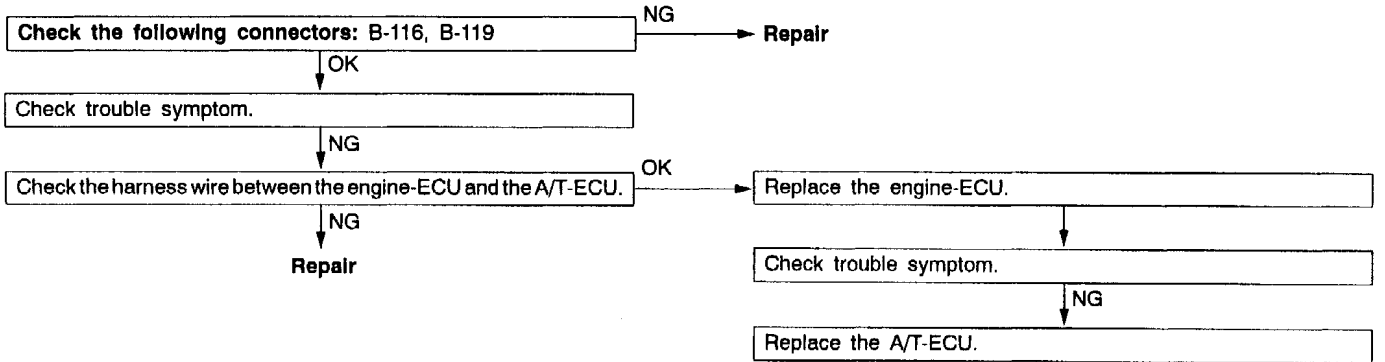 Check the following connectors: B-116, B-119
NG
Repair
OK
Check trouble symptom.
NG
Check the harness wire between the engine-ECU and the A/T-ECU.
OK
Replace the engine-ECU.
NG
Repair
Check trouble symptom.
NG
Replace the A/T-ECU.